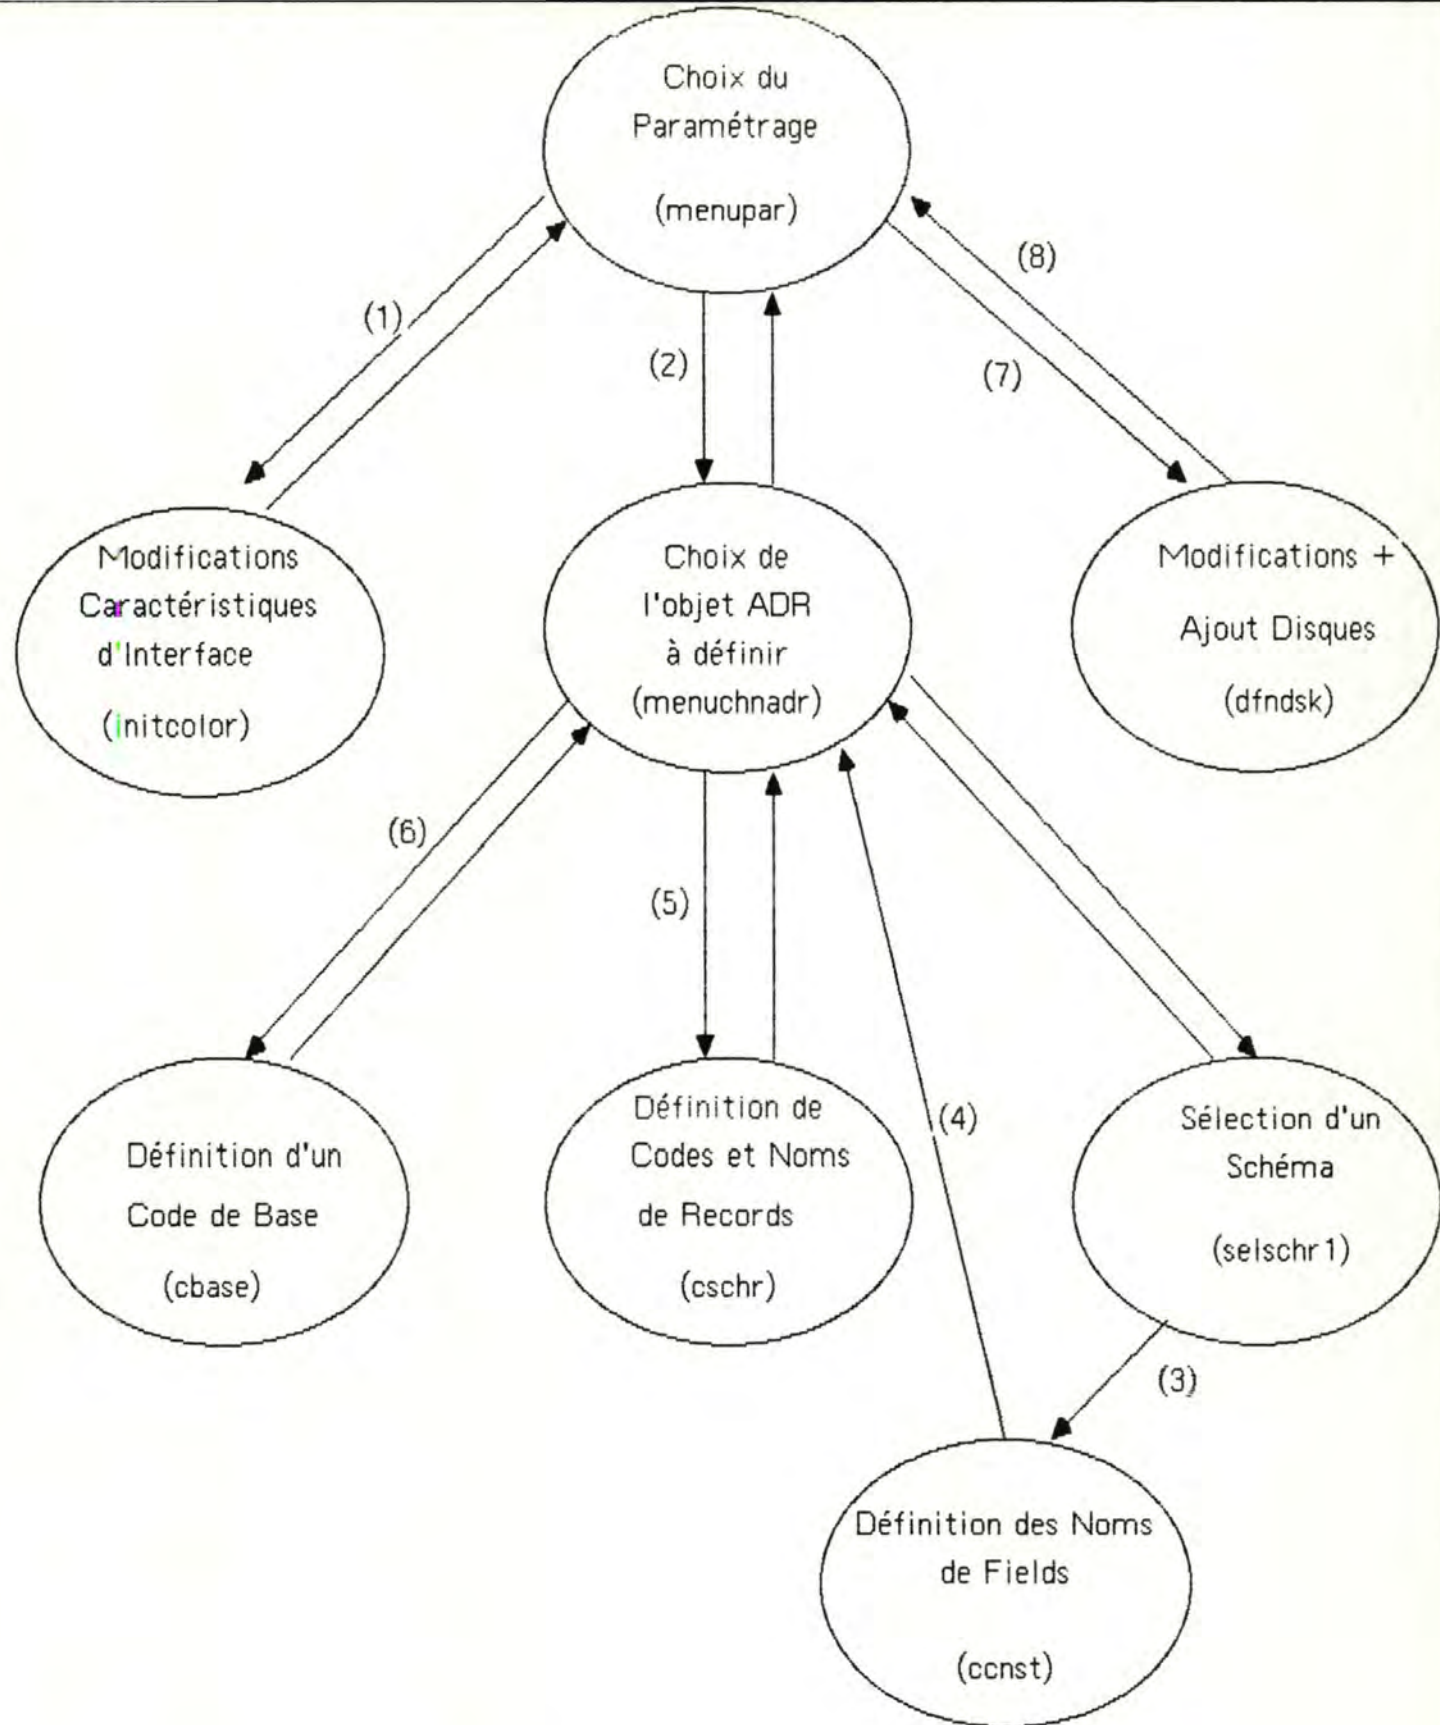 Choix du
Paramétrage
(menupar)
(1)
(2)
(8)
(7)
Modifications
Caractéristiques
d'Interface
(initcolor)
Choix de
l'objet ADR
à définir
(menuchnadr)
Modifications +
Ajout Disques
(dfndsk)
(6)
(5)
(4)
Définition d'un
Code de Base
(cbase)
Définition de
Codes et Noms
de Records
(cschr)
Sélection d'un
Schéma
(selschr1)
(3)
Définition des Noms
de Fields
(ccnst)